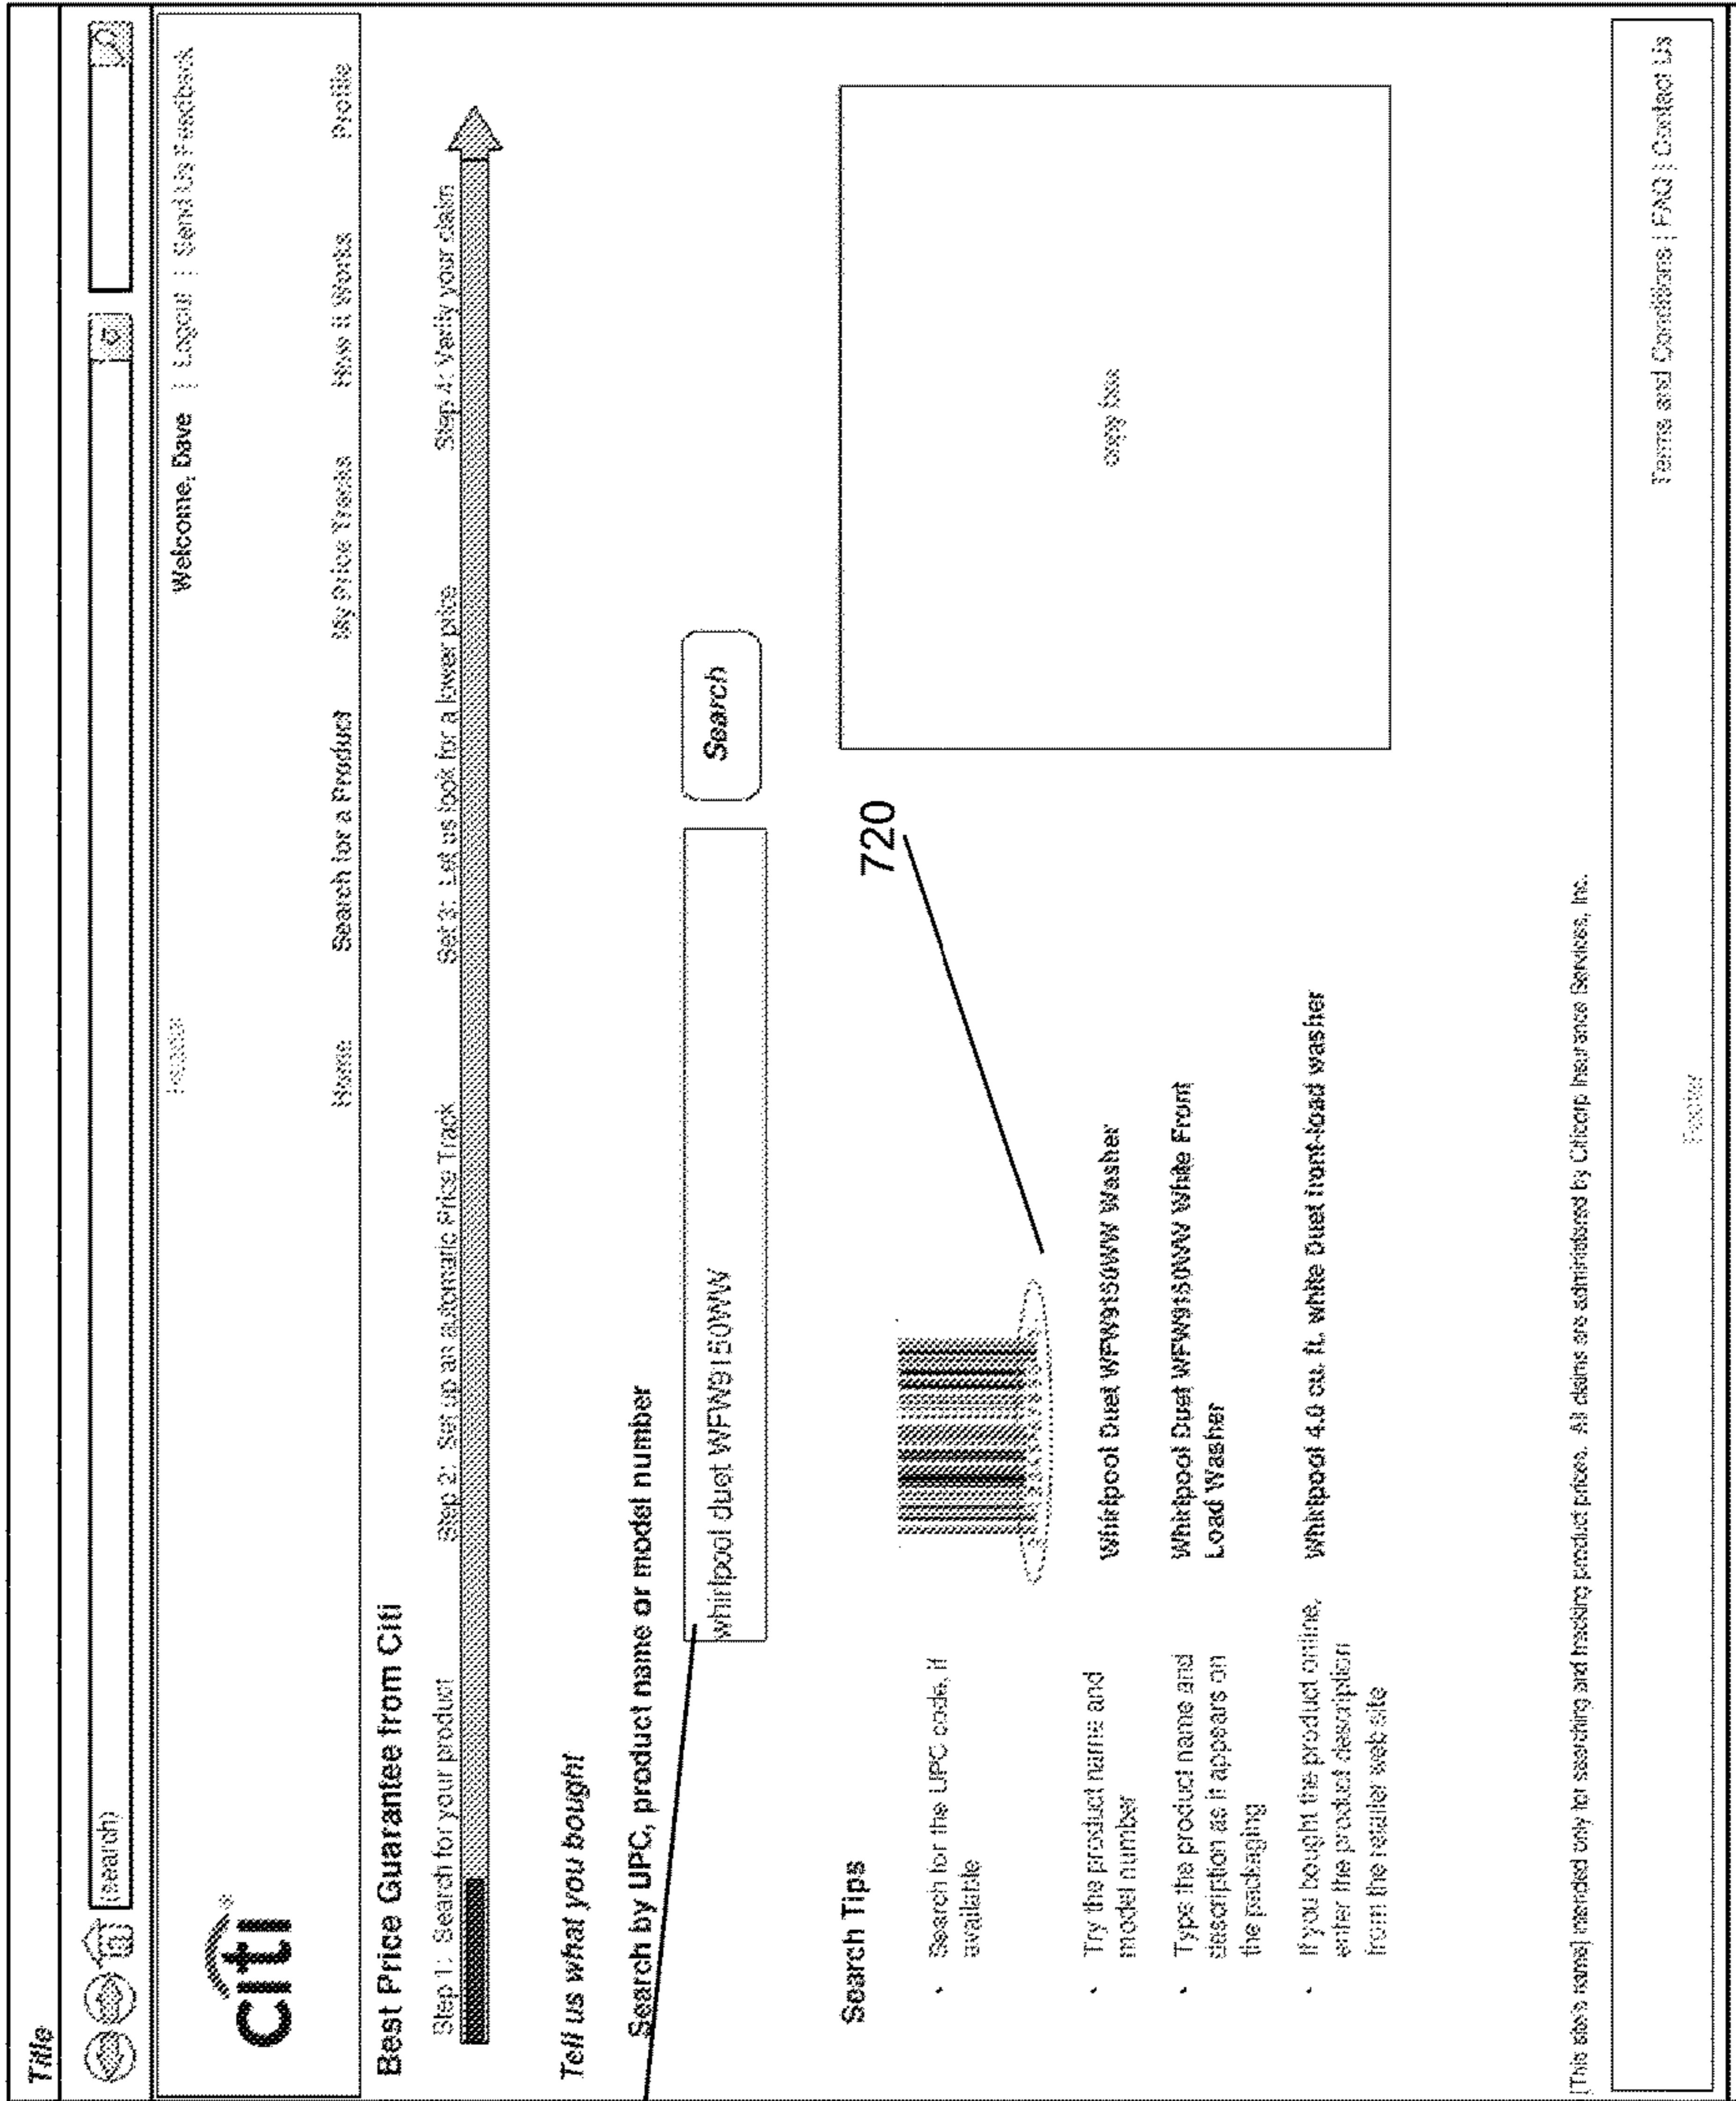 Title
(search)
citi
Header
Welcome, Dave | Logout | Send Us Feedback
Home Search for a Product My Price Tracks How it Works Profile
Best Price Guarantee from Citi
Step 1: Search for your product Step 2: Set up an automatic Price Track Set 3: Let us look for a lower price Step 4: Verify your claim
Tell us what you bought
Search by UPC, product name or model number
whirlpool duet WFW9150WW Search
720
Search Tips
• Search for the UPC code, if
available
• Try the product name and
model number
Whirlpool Duet WFW9150WW Washer
• Type the product name and
description as it appears on
the packaging
Whirlpool Duet WFW9150WW White Front
Load Washer
• If you bought the product online,
enter the product description
from the retailer web site
Whirlpool 4.0 cu. ft. white Duet front-load washer
copy box
[This site's name] intended only for searching and tracking product prices. All claims are administered by Citicorp Insurance Services, Inc.
Terms and Conditions | FAQ | Contact Us
Footer